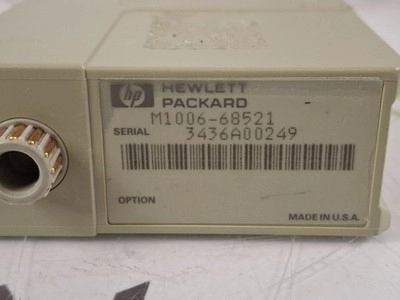 hp HEWLETT
PACKARD
M1006-68521
SERIAL 3436A00249
OPTION
MADE IN U.S.A.